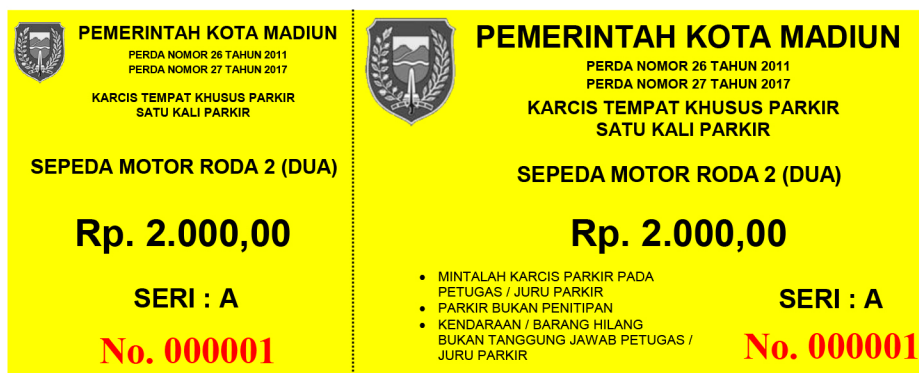 PEMERINTAH KOTA MADIUN
PERDA NOMOR 26 TAHUN 2011
PERDA NOMOR 27 TAHUN 2017
KARCIS TEMPAT KHUSUS PARKIR
SATU KALI PARKIR
SEPEDA MOTOR RODA 2 (DUA)
Rp. 2.000,00
SERI : A
No. 000001
PEMERINTAH KOTA MADIUN
PERDA NOMOR 26 TAHUN 2011
PERDA NOMOR 27 TAHUN 2017
KARCIS TEMPAT KHUSUS PARKIR
SATU KALI PARKIR
SEPEDA MOTOR RODA 2 (DUA)
Rp. 2.000,00
• MINTALAH KARCIS PARKIR PADA
PETUGAS / JURU PARKIR
• PARKIR BUKAN PENITIPAN
• KENDARAAN / BARANG HILANG
BUKAN TANGGUNG JAWAB PETUGAS /
JURU PARKIR
SERI : A
No. 000001